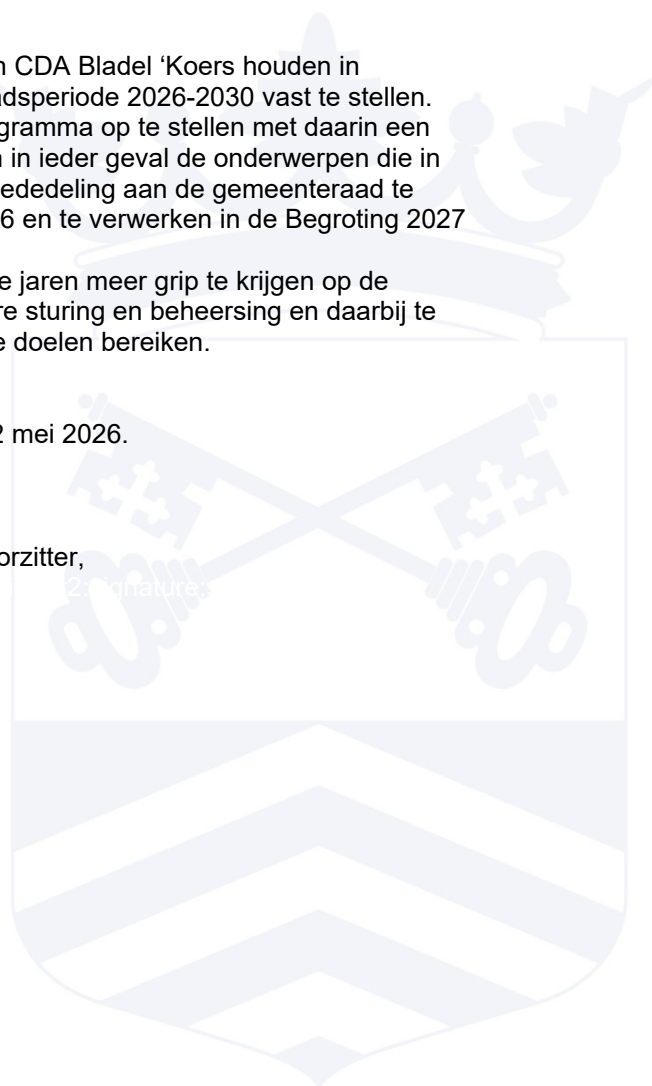 n CDA Bladel ‘Koers houden in
adsperiode 2026-2030 vast te stellen.
gramma op te stellen met daarin een
n in ieder geval de onderwerpen die in
ededeling aan de gemeenteraad te
6 en te verwerken in de Begroting 2027
e jaren meer grip te krijgen op de
re sturing en beheersing en daarbij te
e doelen bereiken.
2 mei 2026.
orzitter,
2:signature: